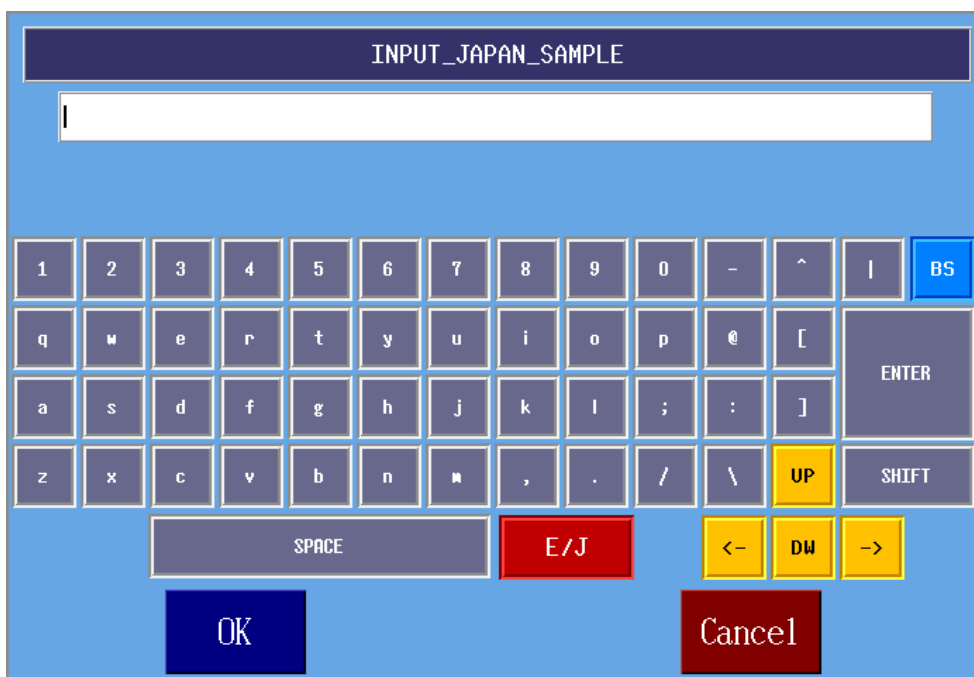 INPUT_JAPAN_SAMPLE
1 2 3 4 5 6 7 8 9 0 - ^ | BS
q w e r t y u i o p @ [
ENTER
a s d f g h j k l ; : ]
z x c v b n m , . / \ UP SHIFT
SPACE E/J <- DW ->
OK Cancel